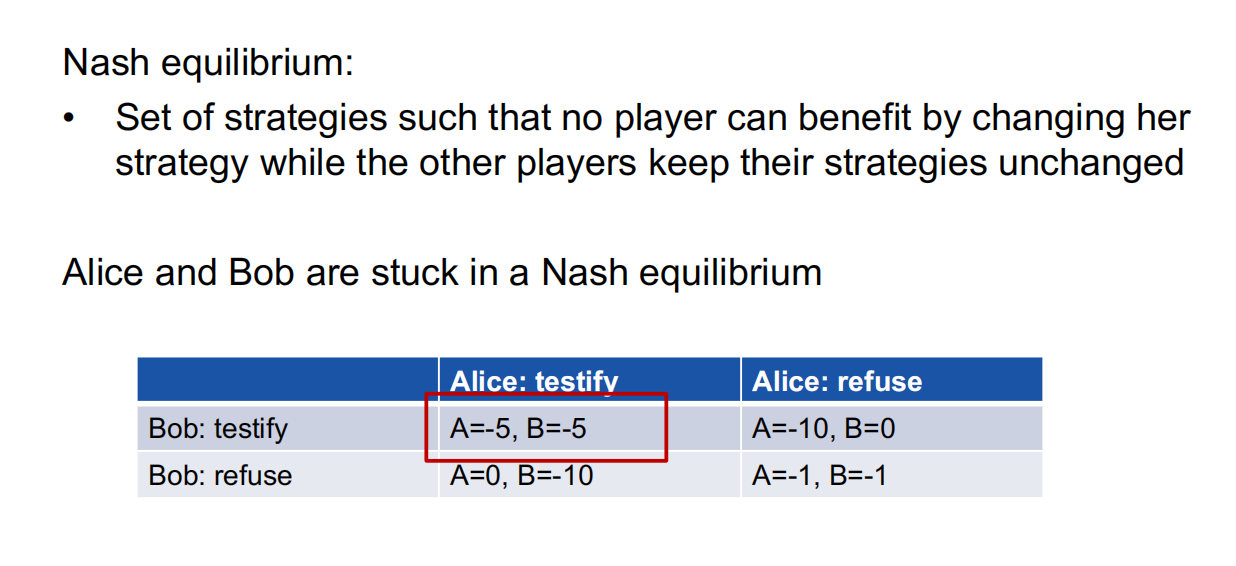 Nash equilibrium:
• Set of strategies such that no player can benefit by changing her
strategy while the other players keep their strategies unchanged
Alice and Bob are stuck in a Nash equilibrium
Alice: testify Alice: refuse
Bob: testify A=-5, B=-5 A=-10, B=0
Bob: refuse A=0, B=-10 A=-1, B=-1